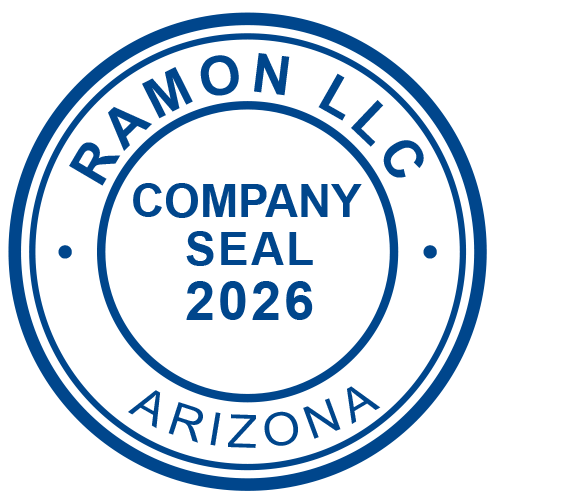 RAMON LLC
COMPANY
SEAL
2026
ARIZONA